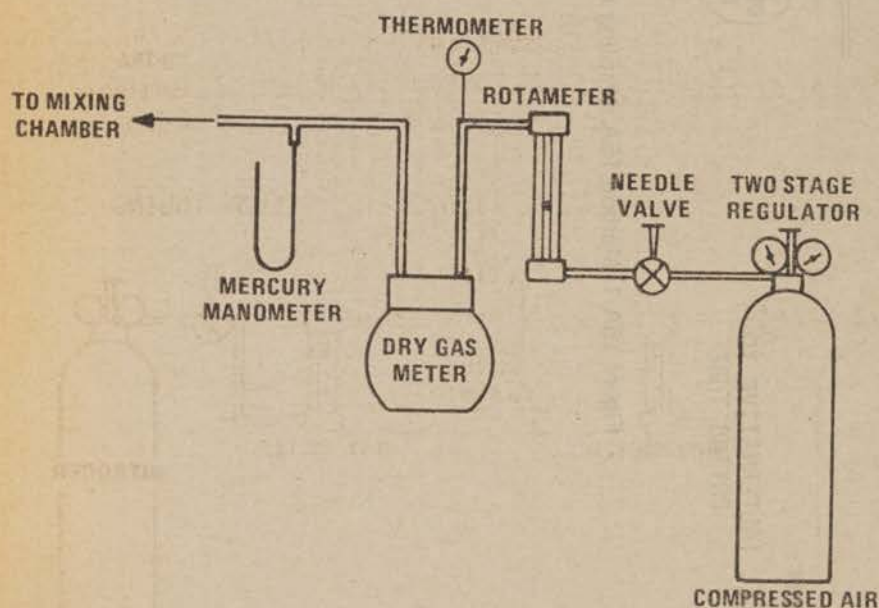 THERMOMETER
TO MIXING
CHAMBER
ROTAMETER
NEEDLE
VALVE
TWO STAGE
REGULATOR
MERCURY
MANOMETER
DRY GAS
METER
COMPRESSED AIR